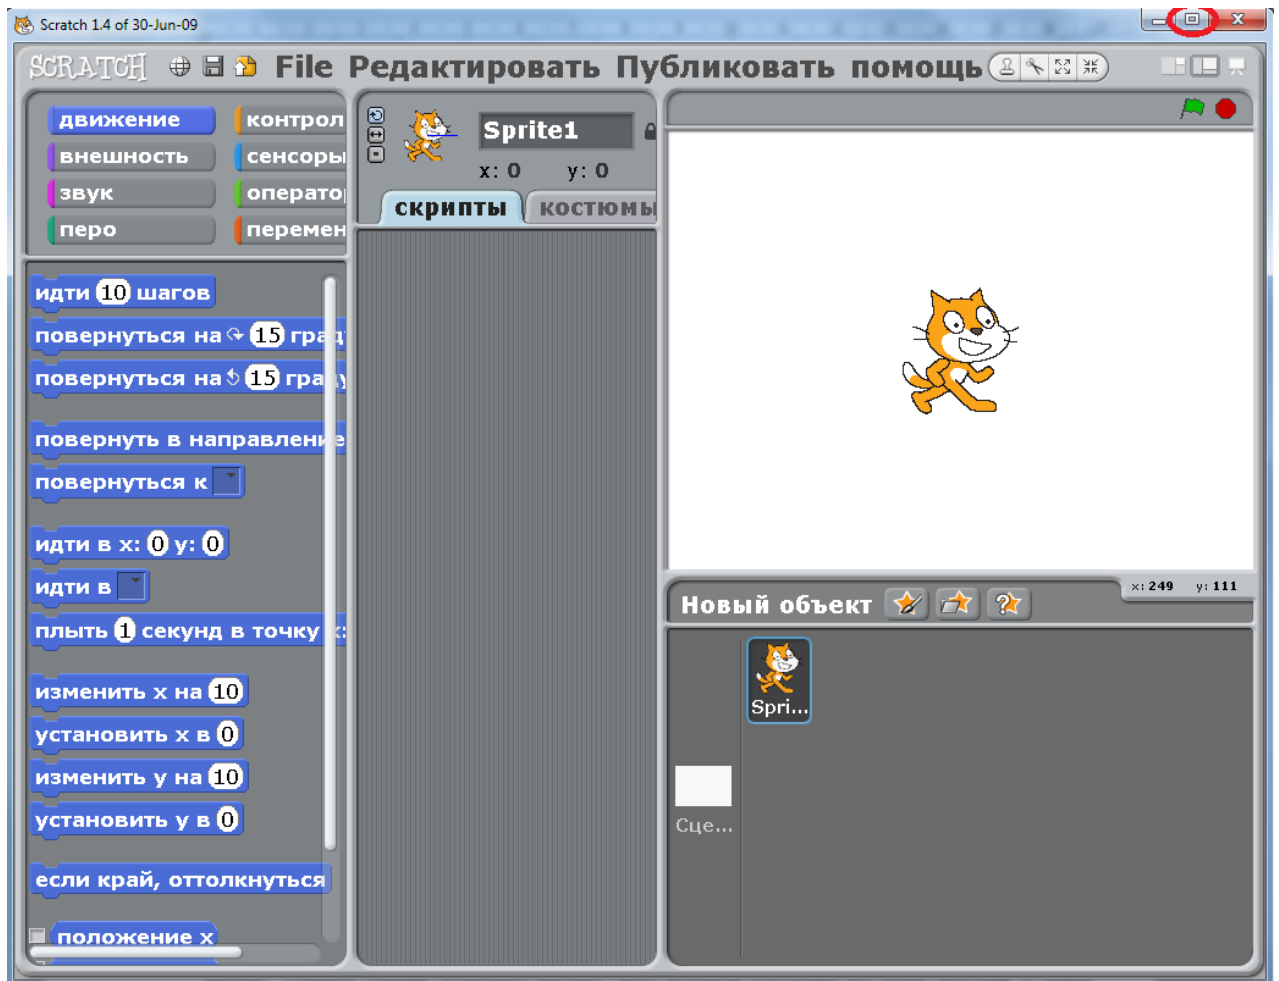 Scratch 1.4 of 30-Jun-09
SCRATCH File Редактировать Публиковать помощь
движение контрол
внешность сенсоры
звук операто
перо перемен
Sprite1
x: 0 y: 0
скрипты костюмы
идти 10 шагов
повернуться на 15 граду
повернуться на 15 граду
повернуть в направление
повернуться к
идти в x: 0 y: 0
идти в
плыть 1 секунд в точку x:
изменить x на 10
установить x в 0
изменить y на 10
установить y в 0
если край, оттолкнуться
положение x
x: 249 y: 111
Новый объект
Spri...
Сце...